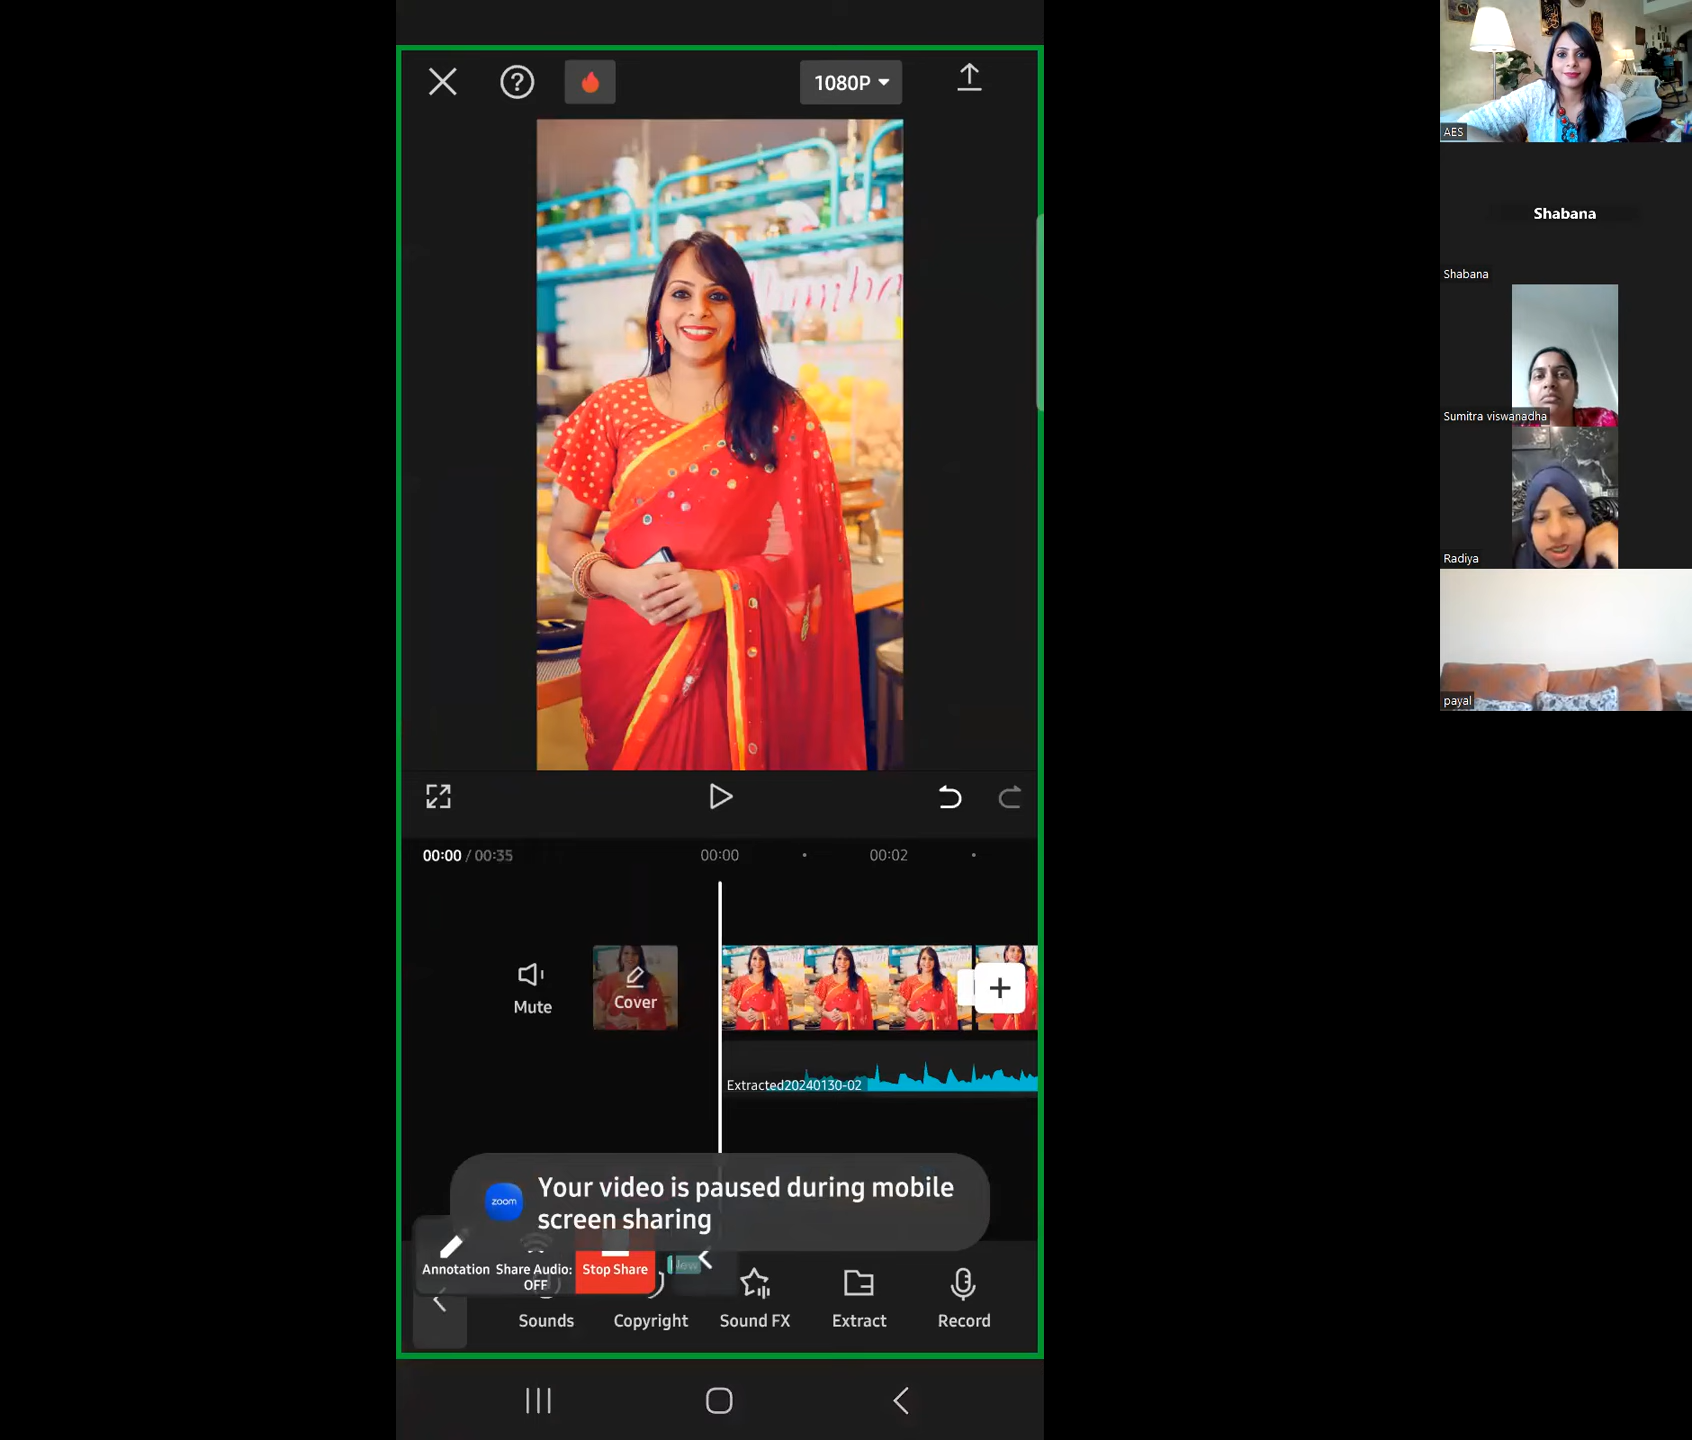 1080P
AES
Shabana
Shabana
Sumitra viswanadha
Radiya
payal
00:00 / 00:35
00:00
00:02
Mute
Cover
Extracted20240130-02
zoom
Your video is paused during mobile
screen sharing
Annotation
Share Audio:
OFF
Stop Share
New
Sounds
Copyright
Sound FX
Extract
Record